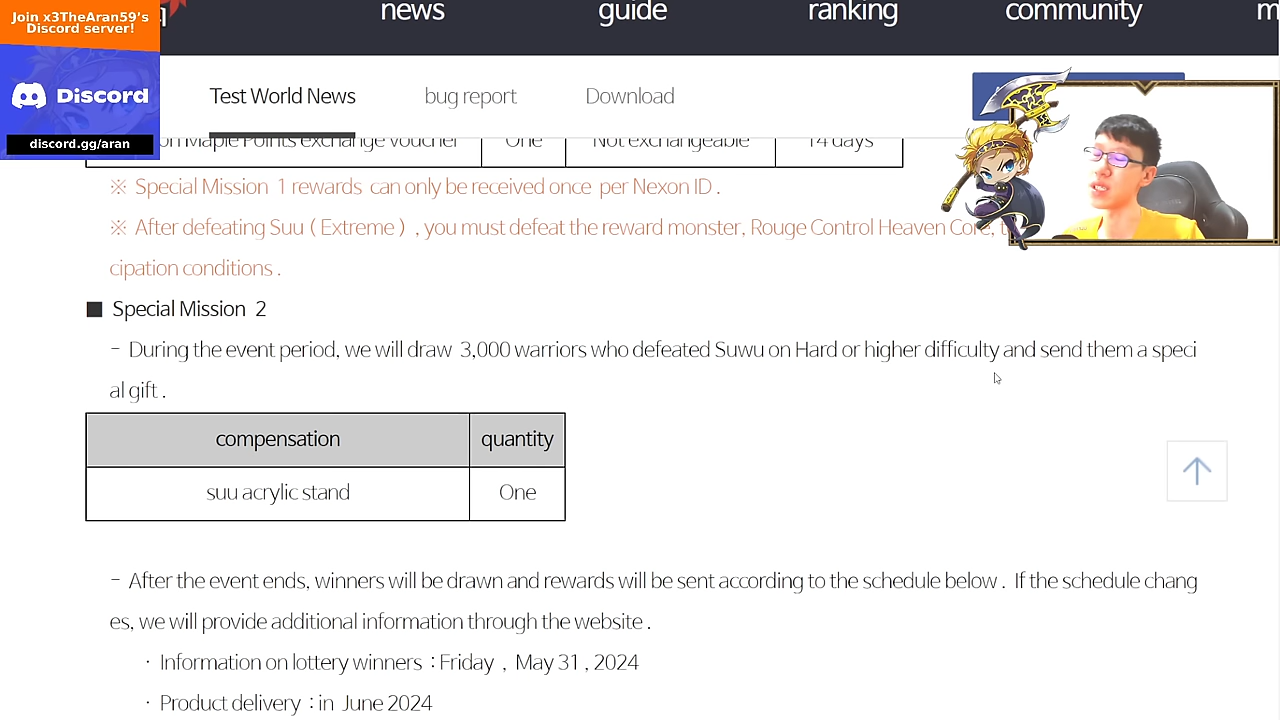 Join x3TheAran59's
Discord server!
Discord
discord.gg/aran
q
news
guide
ranking
community
m
Test World News
bug report
Download
Maple Points exchange voucher
One
Not exchangeable
14 days
※ Special Mission 1 rewards can only be received once per Nexon ID .
※ After defeating Suu ( Extreme ) , you must defeat the reward monster, Rouge Control Heaven Core, t
cipation conditions .
■ Special Mission 2
- During the event period, we will draw 3,000 warriors who defeated Suwu on Hard or higher difficulty and send them a speci
al gift .
compensation
quantity
suu acrylic stand
One
- After the event ends, winners will be drawn and rewards will be sent according to the schedule below . If the schedule chang
es, we will provide additional information through the website .
· Information on lottery winners : Friday , May 31 , 2024
· Product delivery : in June 2024